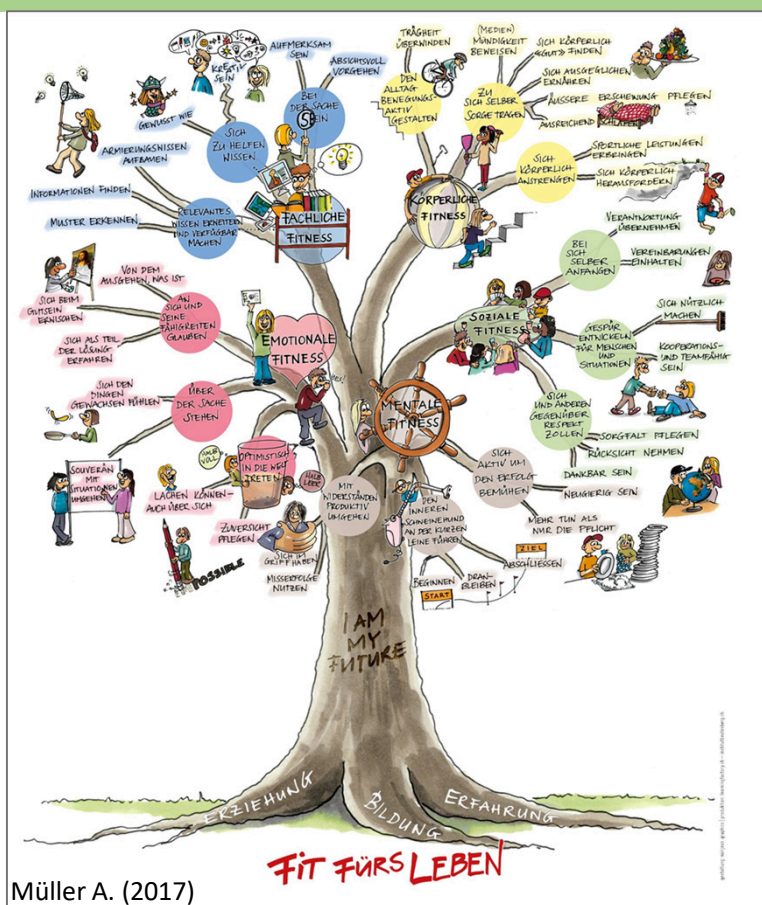 KREATIV
SEIN
AUFMERKSAM
SEIN
ABSICHTSVOLL
VORGEHEN
BEI
DER SACHE
SEIN
GEWUSST WIE
SICH
ZU HELFEN
WISSEN
ARMIERUNGSWISSEN
AUFBAUEN
INFORMATIONEN FINDEN
MUSTER ERKENNEN
RELEVANTES
WISSEN ERWEITERN
UND VERFÜGBAR
MACHEN
FACHLICHE
FITNESS
TRÄGHEIT
ÜBERWINDEN
DEN
ALLTAG
BEWEGUNGS-
AKTIV
GESTALTEN
(MEDIEN)
MÜNDIGKEIT
BEWEISEN
SICH KÖRPERLICH
«GUT» FINDEN
SICH AUSGEGLICHEN
ERNÄHREN
ÄUSSERE ERSCHEINUNG PFLEGEN
AUSREICHEND SCHLAFEN
ZU
SICH SELBER
SORGE TRAGEN
SICH
KÖRPERLICH
ANSTRENGEN
SPORTLICHE LEISTUNGEN
ERBRINGEN
SICH KÖRPERLICH
HERAUSFORDERN
KÖRPERLICHE
FITNESS
VON DEM
AUSGEHEN, WAS IST
SICH BEIM
GUTSEIN
ERWISCHEN
SICH ALS TEIL
DER LÖSUNG
ERFAHREN
AN
SICH UND
SEINE
FÄHIGKEITEN
GLAUBEN
EMOTIONALE
FITNESS
YES!
SICH DEN
DINGEN
GEWACHSEN FÜHLEN
ÜBER
DER SACHE
STEHEN
SOUVERÄN
MIT
SITUATIONEN
UMGEHEN
HALB
VOLL
HALB
LEER
OPTIMISTISCH
IN DIE WELT
TRETEN
LACHEN KÖNNEN-
AUCH ÜBER SICH
ZUVERSICHT
PFLEGEN
POSSIBLE
BEI
SICH
SELBER
ANFANGEN
VERANTWORTUNG
ÜBERNEHMEN
VEREINBARUNGEN
EINHALTEN
SOZIALE
FITNESS
GESPÜR
ENTWICKELN
FÜR MENSCHEN
UND
SITUATIONEN
SICH NÜTZLICH
MACHEN
KOOPERATIONS-
UND TEAMFÄHIG
SEIN
SICH
UND ANDEREN
GEGENÜBER
RESPEKT
ZOLLEN
SORGFALT PFLEGEN
RÜCKSICHT NEHMEN
DANKBAR SEIN
MENTALE
FITNESS
MIT
WIDERSTÄNDEN
PRODUKTIV
UMGEHEN
SICH IM
GRIFF HABEN
MISSERFOLGE
NUTZEN
DEN
INNEREN
SCHWEINEHUND
AN DER KURZEN
LEINE FÜHREN
BEGINNEN
DRAN-
BLEIBEN
ABSCHLIESSEN
START
ZIEL
SICH
AKTIV UM
DEN ERFOLG
BEMÜHEN
NEUGIERIG SEIN
MEHR TUN ALS
NUR DIE PFLICHT
I AM
MY
FUTURE
ERZIEHUNG
BILDUNG
ERFAHRUNG
FIT FÜRS LEBEN
Müller A. (2017)